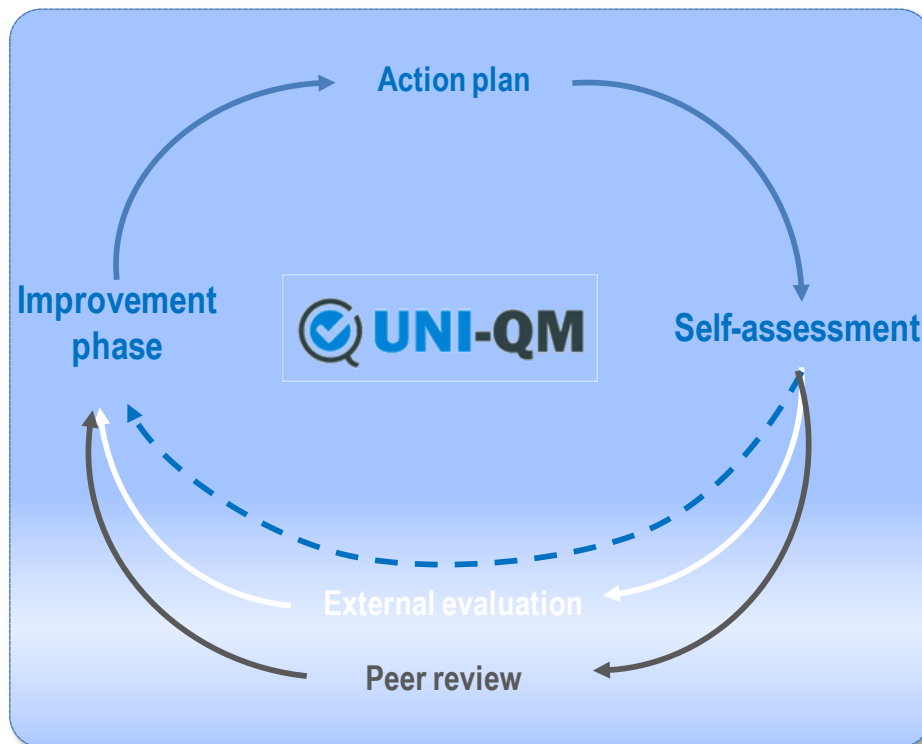 Action plan
Improvement
phase
UNI-QM
Self-assessment
External evaluation
Peer review